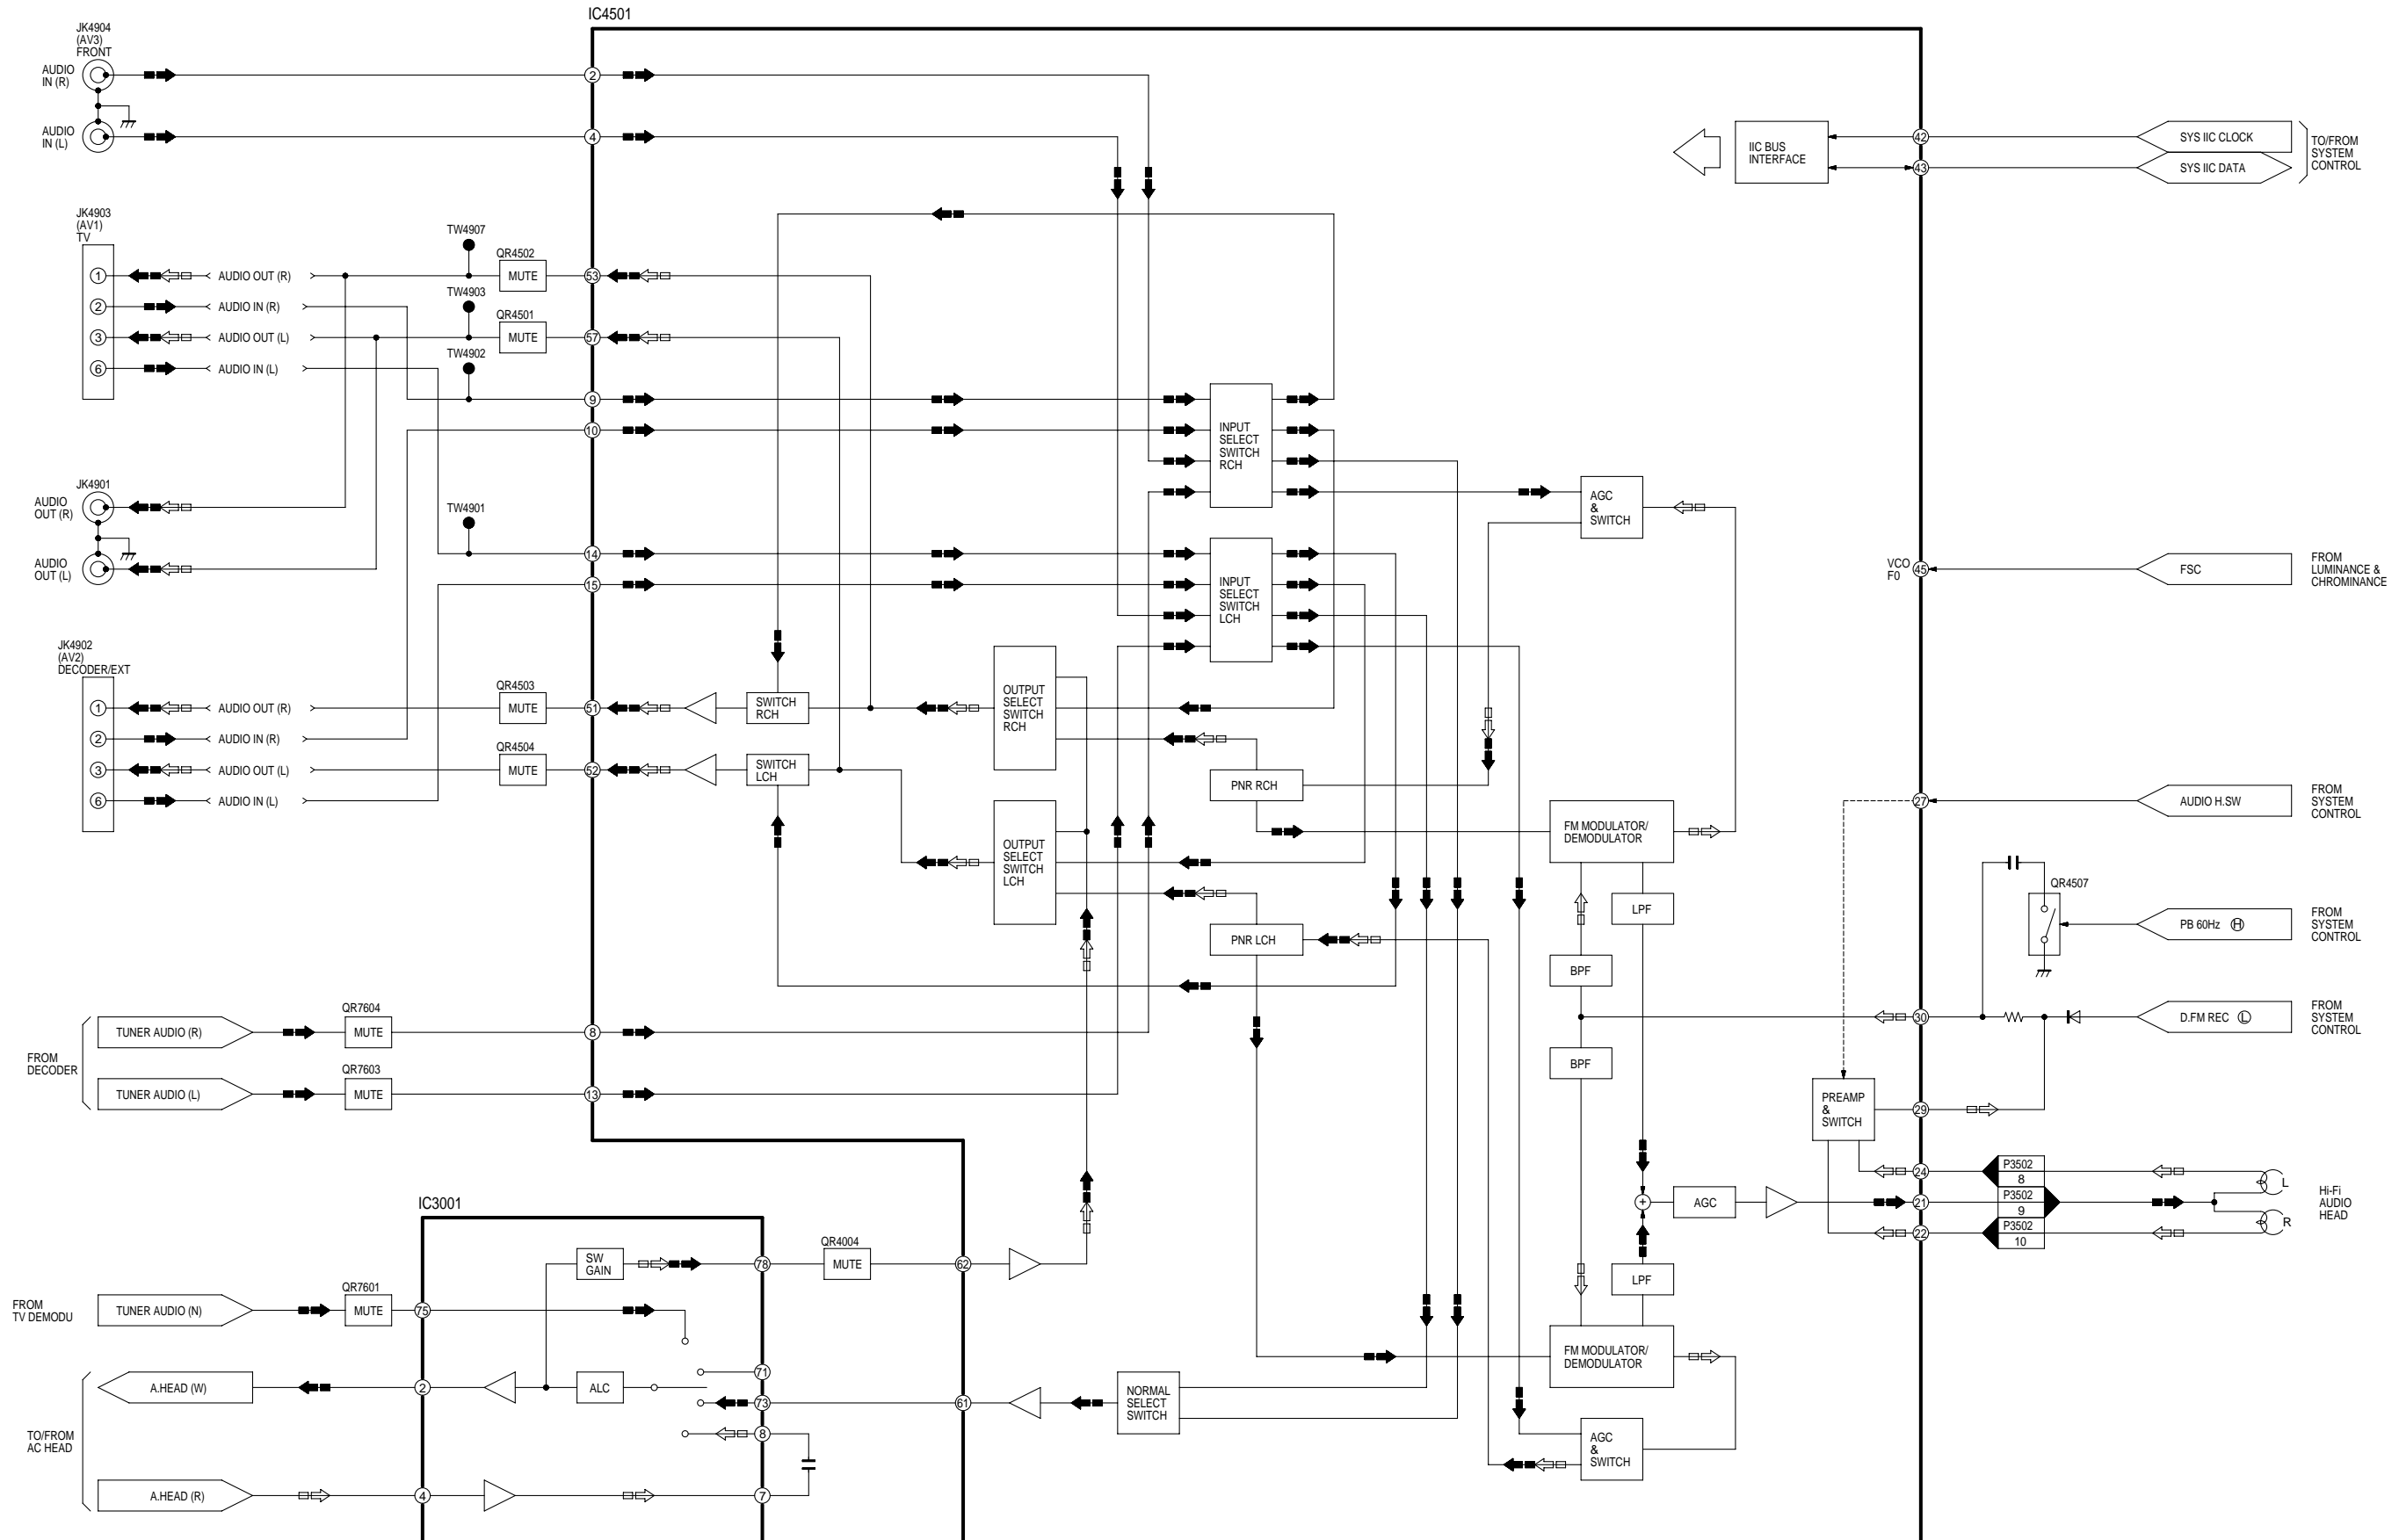 IC4501
JK4904
(AV3)
FRONT
AUDIO
IN (R)
2
AUDIO
IN (L)
4
IIC BUS
INTERFACE
42
SYS IIC CLOCK
43
SYS IIC DATA
TO/FROM
SYSTEM
CONTROL
JK4903
(AV1)
TV
TW4907
QR4502
1
AUDIO OUT (R)
MUTE
53
2
AUDIO IN (R)
TW4903
QR4501
3
AUDIO OUT (L)
MUTE
57
6
AUDIO IN (L)
TW4902
9
10
INPUT
SELECT
SWITCH
RCH
JK4901
AUDIO
OUT (R)
TW4901
AUDIO
OUT (L)
14
15
INPUT
SELECT
SWITCH
LCH
AGC
&
SWITCH
VCO
F0
45
FSC
FROM
LUMINANCE &
CHROMINANCE
JK4902
(AV2)
DECODER/EXT
1
AUDIO OUT (R)
QR4503
MUTE
51
SWITCH
RCH
OUTPUT
SELECT
SWITCH
RCH
2
AUDIO IN (R)
QR4504
3
AUDIO OUT (L)
MUTE
52
SWITCH
LCH
PNR RCH
6
AUDIO IN (L)
27
AUDIO H.SW
FROM
SYSTEM
CONTROL
OUTPUT
SELECT
SWITCH
LCH
FM MODULATOR/
DEMODULATOR
LPF
QR4507
PB 60Hz H
FROM
SYSTEM
CONTROL
PNR LCH
BPF
FROM
DECODER
TUNER AUDIO (R)
QR7604
MUTE
8
30
D.FM REC L
FROM
SYSTEM
CONTROL
BPF
TUNER AUDIO (L)
QR7603
MUTE
13
PREAMP
&
SWITCH
29
24
P3502
8
L
21
P3502
9
22
P3502
10
R
Hi-Fi
AUDIO
HEAD
+
AGC
IC3001
SW
GAIN
78
QR4004
MUTE
62
LPF
FROM
TV DEMODU
TUNER AUDIO (N)
QR7601
MUTE
75
FM MODULATOR/
DEMODULATOR
71
A.HEAD (W)
2
ALC
73
61
NORMAL
SELECT
SWITCH
TO/FROM
AC HEAD
8
AGC
&
SWITCH
A.HEAD (R)
4
7